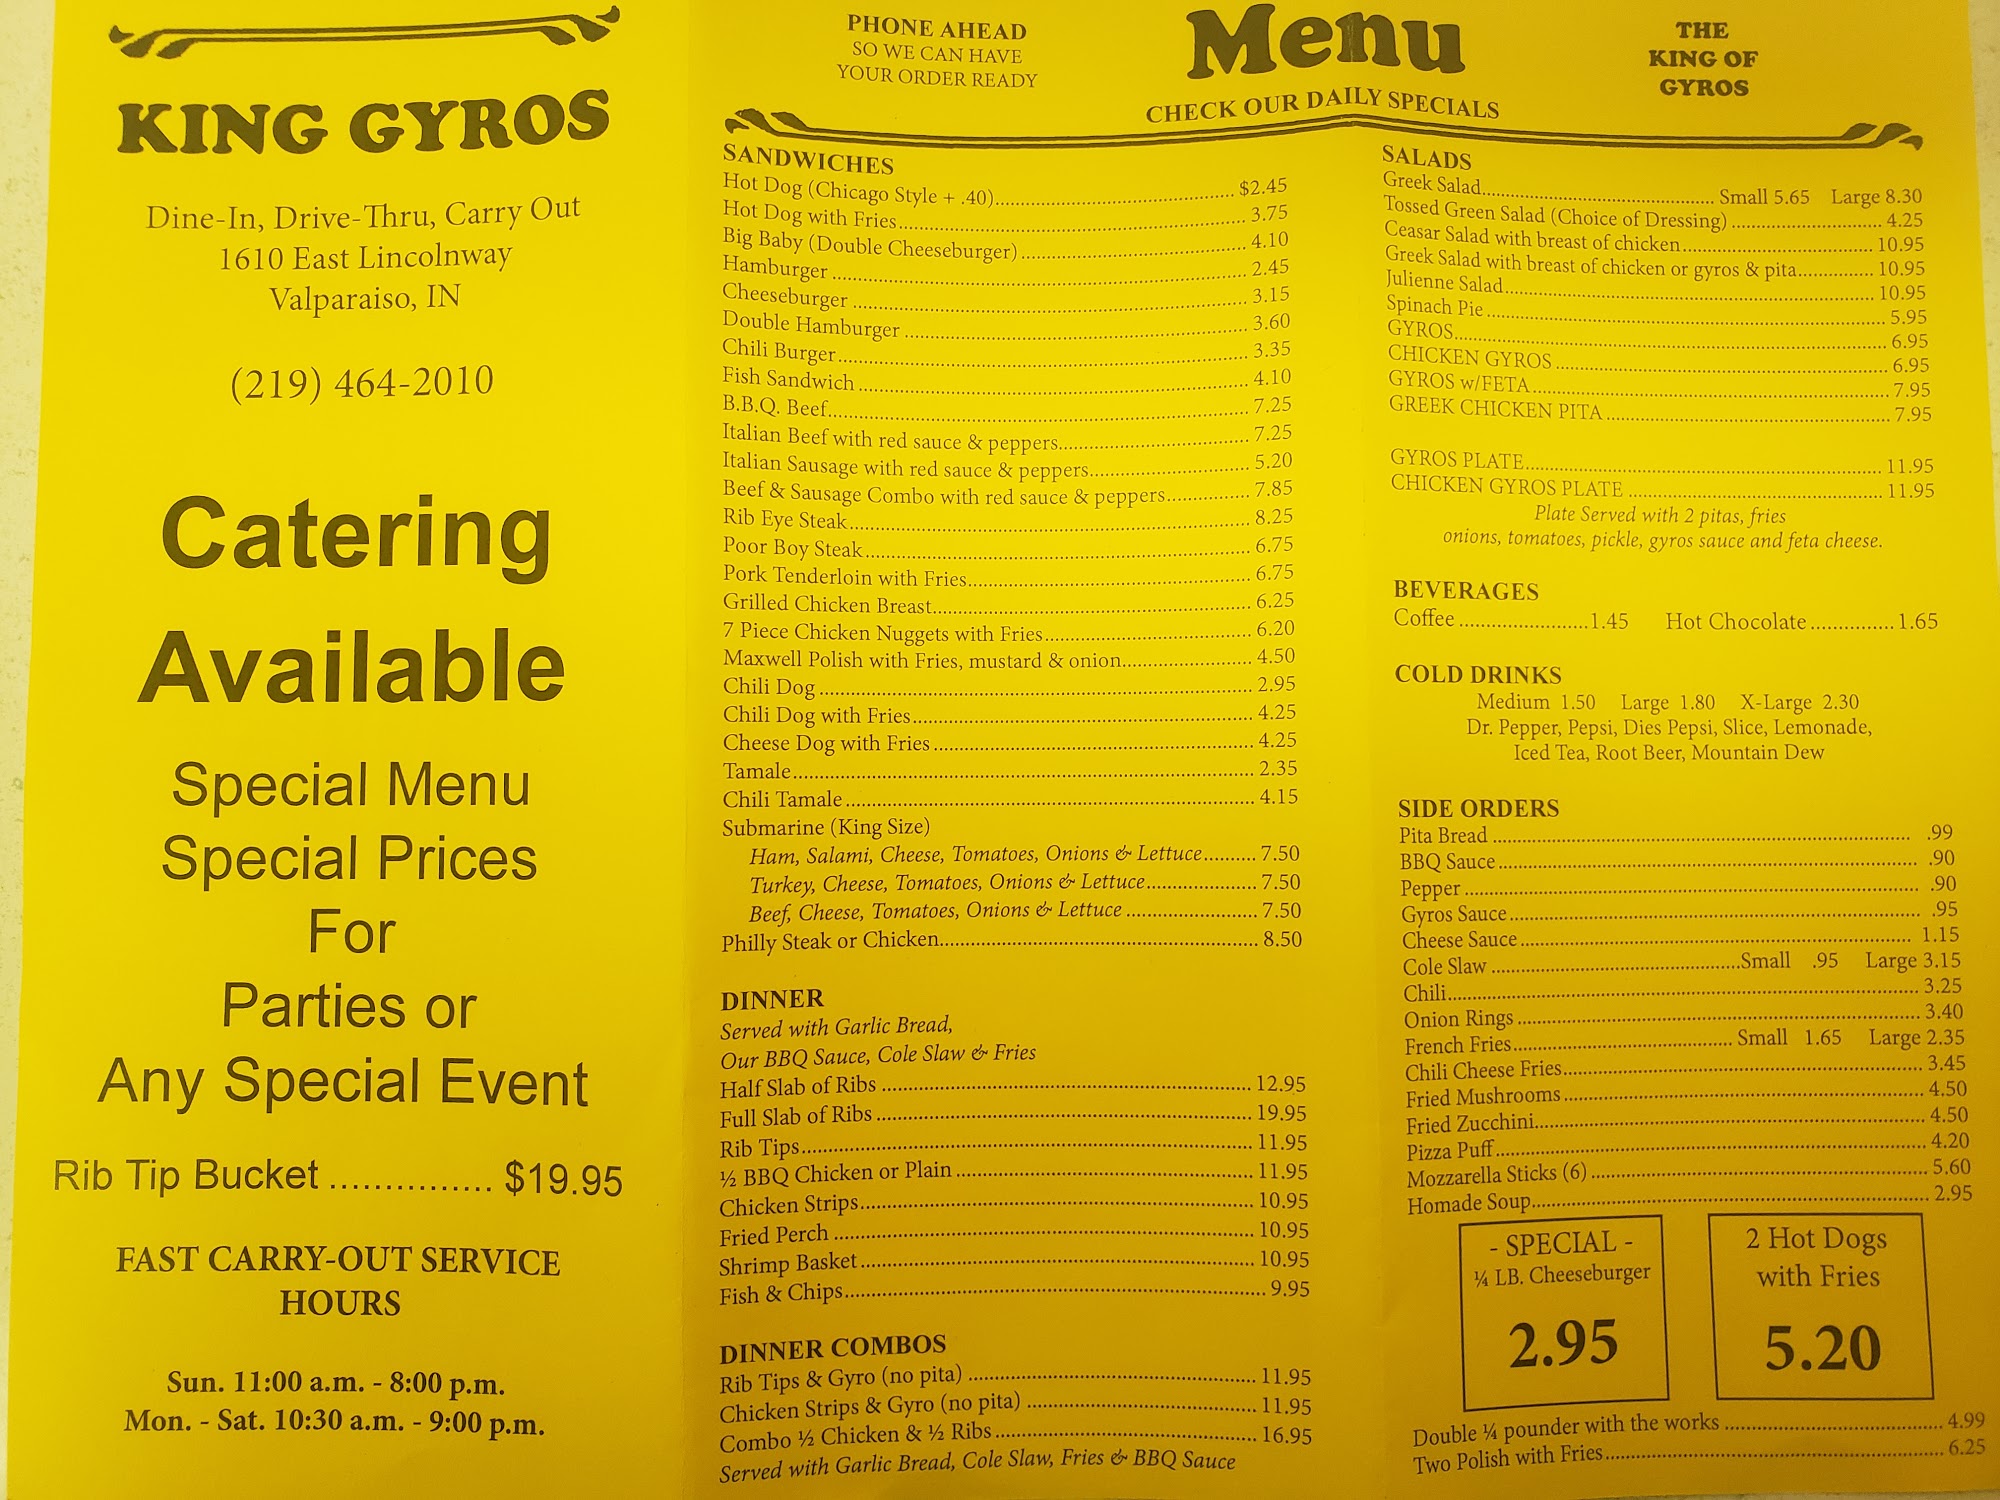 KING GYROS
Dine-In, Drive-Thru, Carry Out
1610 East Lincolnway
Valparaiso, IN
(219) 464-2010
Catering
Available
Special Menu
Special Prices
For
Parties or
Any Special Event
Rib Tip Bucket ............... $19.95
FAST CARRY-OUT SERVICE
HOURS
Sun. 11:00 a.m. - 8:00 p.m.
Mon. - Sat. 10:30 a.m. - 9:00 p.m.
PHONE AHEAD
SO WE CAN HAVE
YOUR ORDER READY
Menu
CHECK OUR DAILY SPECIALS
THE
KING OF
GYROS
SANDWICHES
Hot Dog (Chicago Style + .40) $2.45
Hot Dog with Fries 3.75
Big Baby (Double Cheeseburger) 4.10
Hamburger 2.45
Cheeseburger 3.15
Double Hamburger 3.60
Chili Burger 3.35
Fish Sandwich 4.10
B.B.Q. Beef 7.25
Italian Beef with red sauce & peppers 7.25
Italian Sausage with red sauce & peppers 5.20
Beef & Sausage Combo with red sauce & peppers 7.85
Rib Eye Steak 8.25
Poor Boy Steak 6.75
Pork Tenderloin with Fries 6.75
Grilled Chicken Breast 6.25
7 Piece Chicken Nuggets with Fries 6.20
Maxwell Polish with Fries, mustard & onion 4.50
Chili Dog 2.95
Chili Dog with Fries 4.25
Cheese Dog with Fries 4.25
Tamale 2.35
Chili Tamale 4.15
Submarine (King Size)
Ham, Salami, Cheese, Tomatoes, Onions & Lettuce 7.50
Turkey, Cheese, Tomatoes, Onions & Lettuce 7.50
Beef, Cheese, Tomatoes, Onions & Lettuce 7.50
Philly Steak or Chicken 8.50
DINNER
Served with Garlic Bread,
Our BBQ Sauce, Cole Slaw & Fries
Half Slab of Ribs 12.95
Full Slab of Ribs 19.95
Rib Tips 11.95
½ BBQ Chicken or Plain 11.95
Chicken Strips 10.95
Fried Perch 10.95
Shrimp Basket 10.95
Fish & Chips 9.95
DINNER COMBOS
Rib Tips & Gyro (no pita) 11.95
Chicken Strips & Gyro (no pita) 11.95
Combo ½ Chicken & ½ Ribs 16.95
Served with Garlic Bread, Cole Slaw, Fries & BBQ Sauce
SALADS
Greek Salad Small 5.65 Large 8.30
Tossed Green Salad (Choice of Dressing) 4.25
Ceasar Salad with breast of chicken 10.95
Greek Salad with breast of chicken or gyros & pita 10.95
Julienne Salad 10.95
Spinach Pie 5.95
GYROS 6.95
CHICKEN GYROS 6.95
GYROS w/FETA 7.95
GREEK CHICKEN PITA 7.95
GYROS PLATE 11.95
CHICKEN GYROS PLATE 11.95
Plate Served with 2 pitas, fries
onions, tomatoes, pickle, gyros sauce and feta cheese.
BEVERAGES
Coffee 1.45 Hot Chocolate 1.65
COLD DRINKS
Medium 1.50 Large 1.80 X-Large 2.30
Dr. Pepper, Pepsi, Dies Pepsi, Slice, Lemonade,
Iced Tea, Root Beer, Mountain Dew
SIDE ORDERS
Pita Bread .99
BBQ Sauce .90
Pepper .90
Gyros Sauce .95
Cheese Sauce 1.15
Cole Slaw Small .95 Large 3.15
Chili 3.25
Onion Rings 3.40
French Fries Small 1.65 Large 2.35
Chili Cheese Fries 3.45
Fried Mushrooms 4.50
Fried Zucchini 4.50
Pizza Puff 4.20
Mozzarella Sticks (6) 5.60
Homade Soup 2.95
- SPECIAL -
¼ LB. Cheeseburger
2.95
2 Hot Dogs
with Fries
5.20
Double ¼ pounder with the works 4.99
Two Polish with Fries 6.25